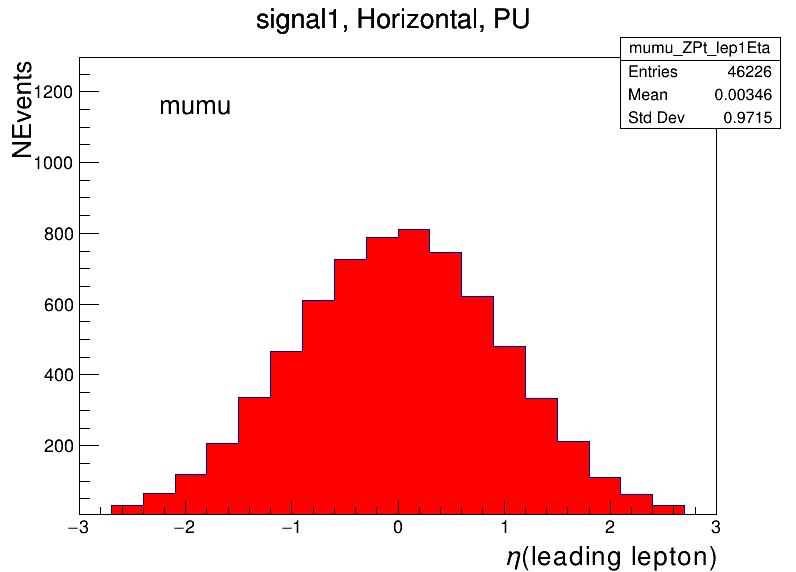 signal1, Horizontal, PU
mumu_ZPt_lep1Eta
Entries 46226
Mean 0.00346
Std Dev 0.9715
NEvents
mumu
1200
1000
800
600
400
200
−3 −2 −1 0 1 2 3
η(leading lepton)